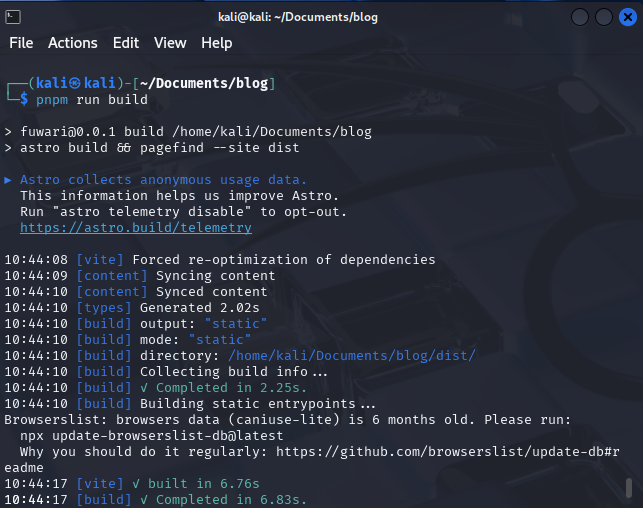 kali@kali: ~/Documents/blog
File Actions Edit View Help
┌──(kali㉿kali)-[~/Documents/blog]
└─$ pnpm run build
> fuwari@0.0.1 build /home/kali/Documents/blog
> astro build && pagefind --site dist
▶ Astro collects anonymous usage data.
This information helps us improve Astro.
Run "astro telemetry disable" to opt-out.
https://astro.build/telemetry
10:44:08 [vite] Forced re-optimization of dependencies
10:44:09 [content] Syncing content
10:44:10 [content] Synced content
10:44:10 [types] Generated 2.02s
10:44:10 [build] output: "static"
10:44:10 [build] mode: "static"
10:44:10 [build] directory: /home/kali/Documents/blog/dist/
10:44:10 [build] Collecting build info...
10:44:10 [build] ✓ Completed in 2.25s.
10:44:10 [build] Building static entrypoints...
Browserslist: browsers data (caniuse-lite) is 6 months old. Please run:
npx update-browserslist-db@latest
Why you should do it regularly: https://github.com/browserslist/update-db#r
eadme
10:44:17 [vite] ✓ built in 6.76s
10:44:17 [build] ✓ Completed in 6.83s.